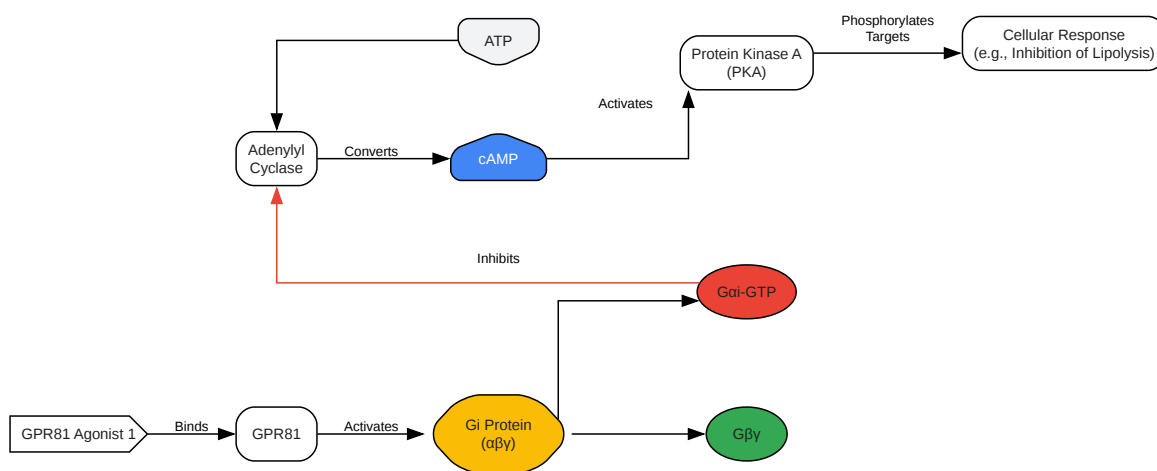 ATP
Phosphorylates
Targets
Cellular Response
(e.g., Inhibition of Lipolysis)
Protein Kinase A
(PKA)
Activates
Adenylyl
Cyclase
Converts
cAMP
Inhibits
Gαi-GTP
GPR81 Agonist 1
Binds
GPR81
Activates
Gi Protein
(αβγ)
Gβγ